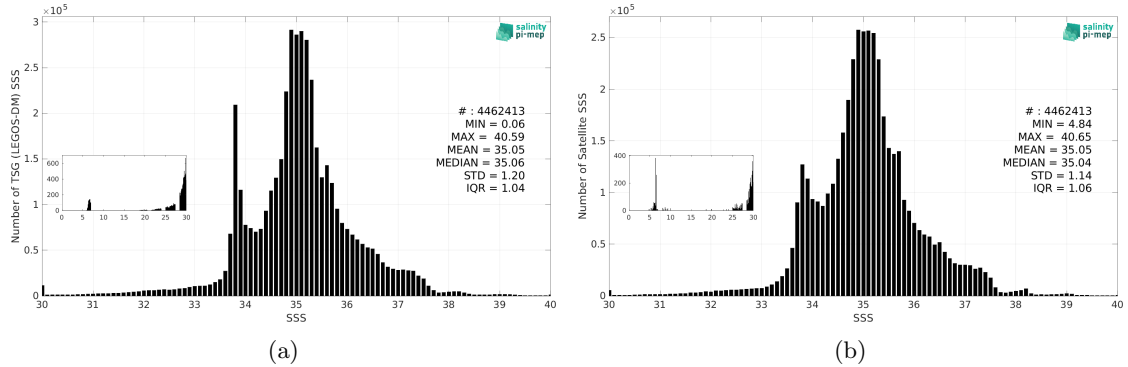 ×10^5
salinity
pi-mep
3
2.5
2
1.5
1
0.5
0
Number of TSG (LEGOS-DM) SSS
# : 4462413
MIN = 0.06
MAX = 40.59
MEAN = 35.05
MEDIAN = 35.06
STD = 1.20
IQR = 1.04
600
400
200
0
0 5 10 15 20 25 30
30 31 32 33 34 35 36 37 38 39 40
SSS
(a)
×10^5
salinity
pi-mep
2.5
2
1.5
1
0.5
0
Number of Satellite SSS
# : 4462413
MIN = 4.84
MAX = 40.65
MEAN = 35.05
MEDIAN = 35.04
STD = 1.14
IQR = 1.06
400
200
0
0 5 10 15 20 25 30
30 31 32 33 34 35 36 37 38 39 40
SSS
(b)